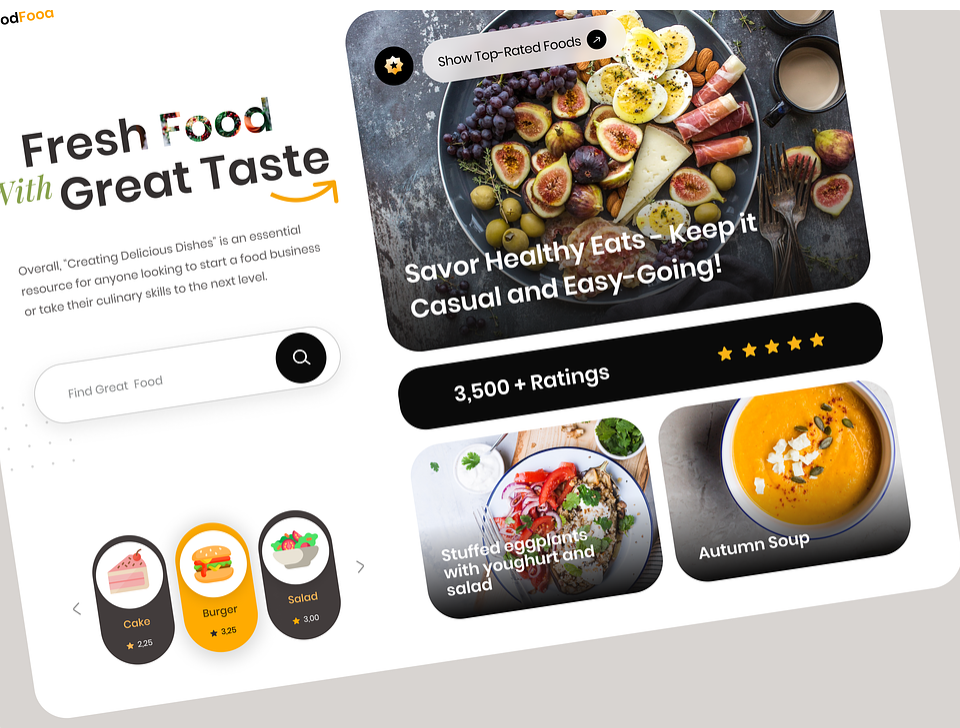 odFooa
Fresh Food
With Great Taste
Overall, "Creating Delicious Dishes" is an essential
resource for anyone looking to start a food business
or take their culinary skills to the next level.
Find Great Food
Cake
2,25
Burger
3,25
Salad
3,00
Show Top-Rated Foods
Savor Healthy Eats - Keep it
Casual and Easy-Going!
3,500 + Ratings
Stuffed eggplants
with youghurt and
salad
Autumn Soup